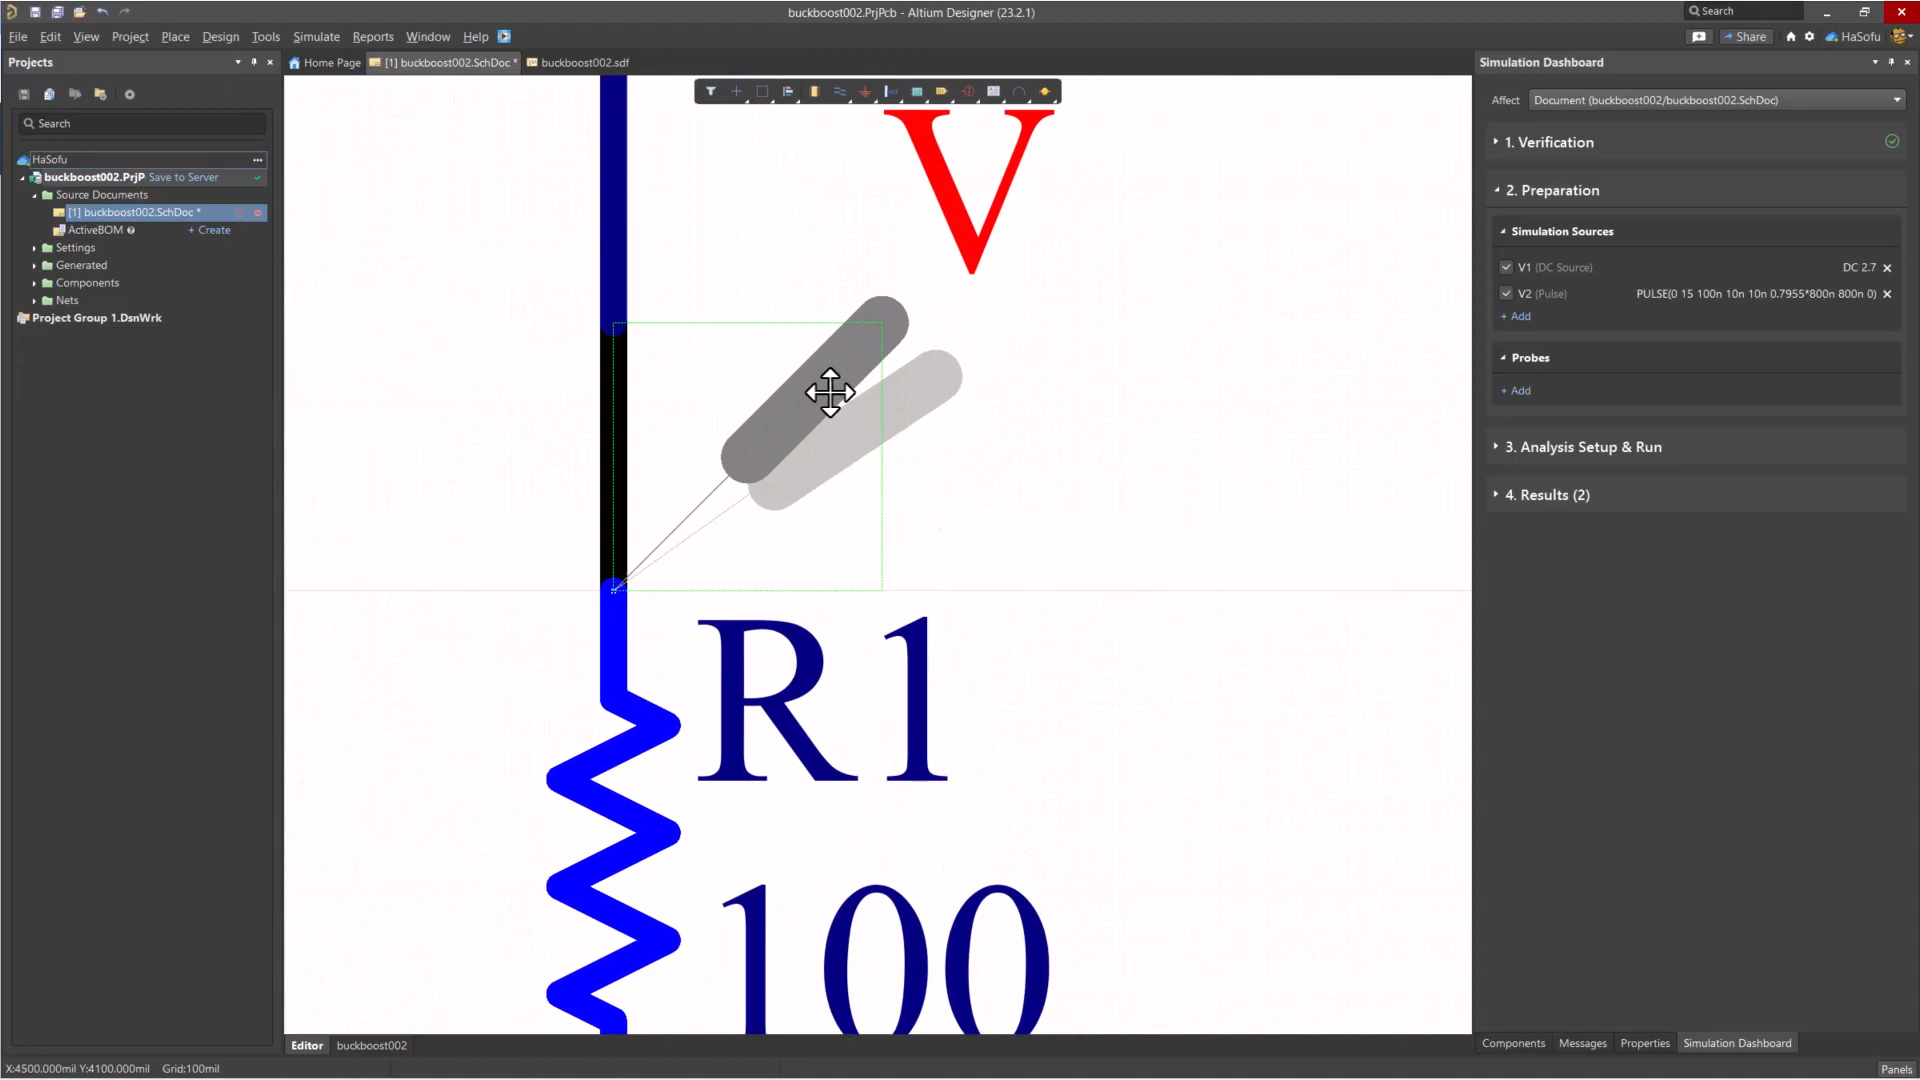 buckboost002.PrjPcb - Altium Designer (23.2.1)
Search
File Edit View Project Place Design Tools Simulate Reports Window Help
Share
HaSofu
Projects
Home Page
[1] buckboost002.SchDoc *
buckboost002.sdf
Simulation Dashboard
Search
HaSofu
buckboost002.PrjP Save to Server
Source Documents
[1] buckboost002.SchDoc *
ActiveBOM + Create
Settings
Generated
Components
Nets
Project Group 1.DsnWrk
V
R1
100
Affect Document (buckboost002/buckboost002.SchDoc)
1. Verification
2. Preparation
Simulation Sources
V1 (DC Source) DC 2.7
V2 (Pulse) PULSE(0 15 100n 10n 10n 0.7955*800n 800n 0)
+ Add
Probes
+ Add
3. Analysis Setup & Run
4. Results (2)
Editor buckboost002
Components Messages Properties Simulation Dashboard
X:4500.000mil Y:4100.000mil Grid:100mil
Panels